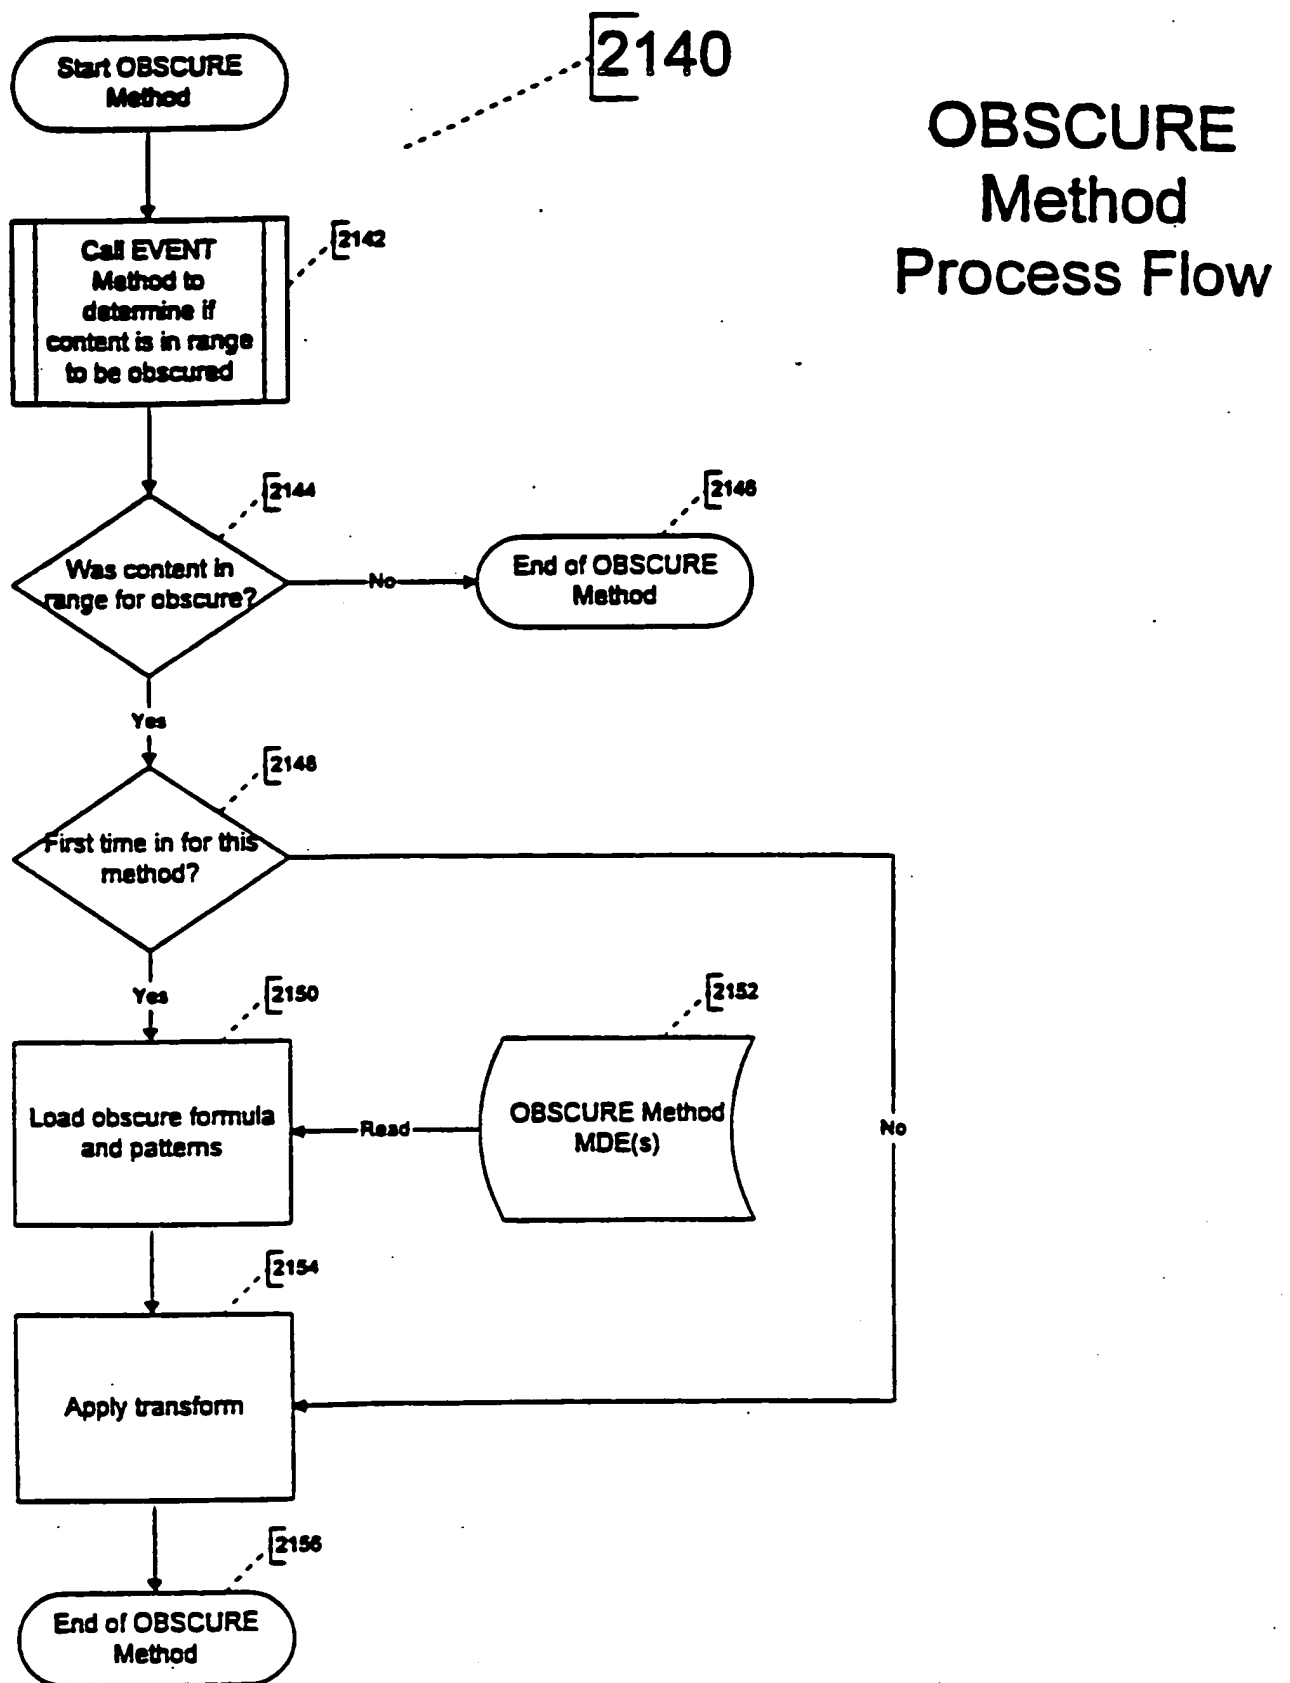 2140
OBSCURE
Method
Process Flow
Start OBSCURE
Method
Call EVENT
Method to
determine if
content is in range
to be obscured
2142
Was content in
range for obscure?
2144
No
End of OBSCURE
Method
2146
Yes
First time in for this
method?
2148
Yes
No
Load obscure formula
and patterns
2150
Read
OBSCURE Method
MDE(s)
2152
Apply transform
2154
End of OBSCURE
Method
2156